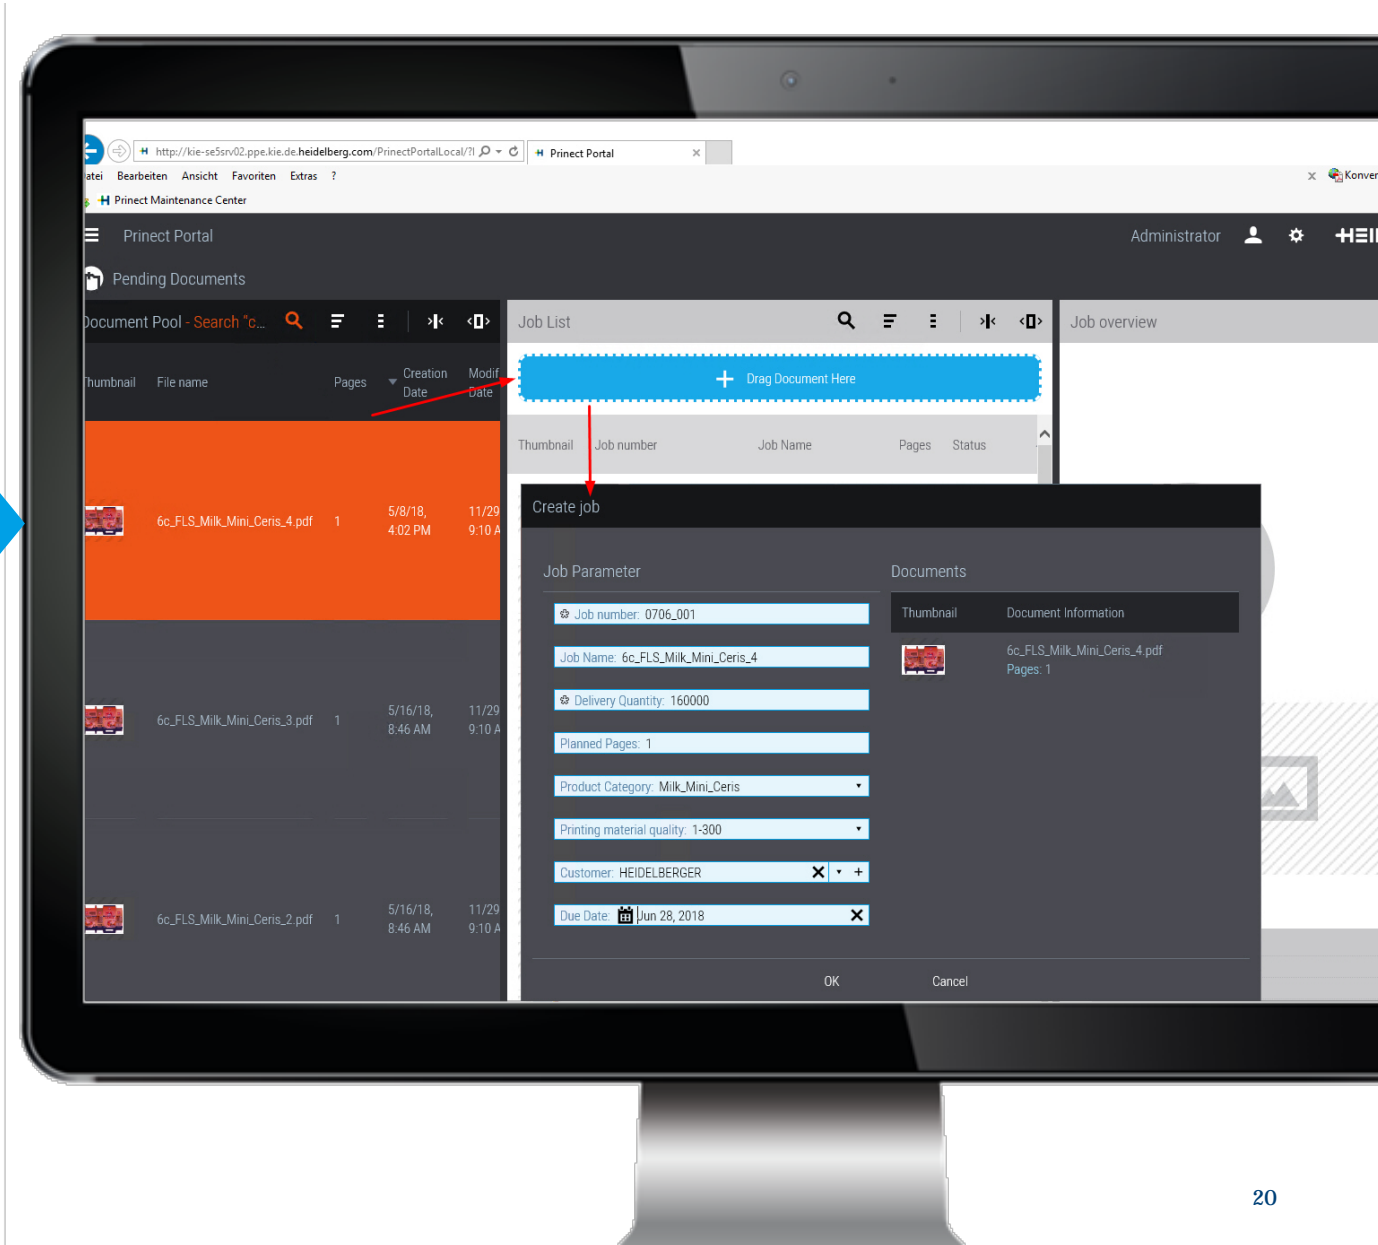 http://kie-se5srv02.ppe.kie.de.heidelberg.com/PrinectPortalLocal/?l
Prinect Portal
atei Bearbeiten Ansicht Favoriten Extras ?
Konver
Prinect Maintenance Center
Prinect Portal
Administrator
HEI
Pending Documents
Document Pool - Search "c...
Job List
Job overview
Thumbnail File name Pages Creation Date Modif Date
Drag Document Here
Thumbnail Job number Job Name Pages Status
6c_FLS_Milk_Mini_Ceris_4.pdf 1 5/8/18, 4:02 PM 11/29 9:10 A
6c_FLS_Milk_Mini_Ceris_3.pdf 1 5/16/18, 8:46 AM 11/29 9:10 A
6c_FLS_Milk_Mini_Ceris_2.pdf 1 5/16/18, 8:46 AM 11/29 9:10 A
Create job
Job Parameter
Job number: 0706_001
Job Name: 6c_FLS_Milk_Mini_Ceris_4
Delivery Quantity: 160000
Planned Pages: 1
Product Category: Milk_Mini_Ceris
Printing material quality: 1-300
Customer: HEIDELBERGER
Due Date: Jun 28, 2018
Documents
Thumbnail Document Information
6c_FLS_Milk_Mini_Ceris_4.pdf
Pages: 1
OK Cancel
20